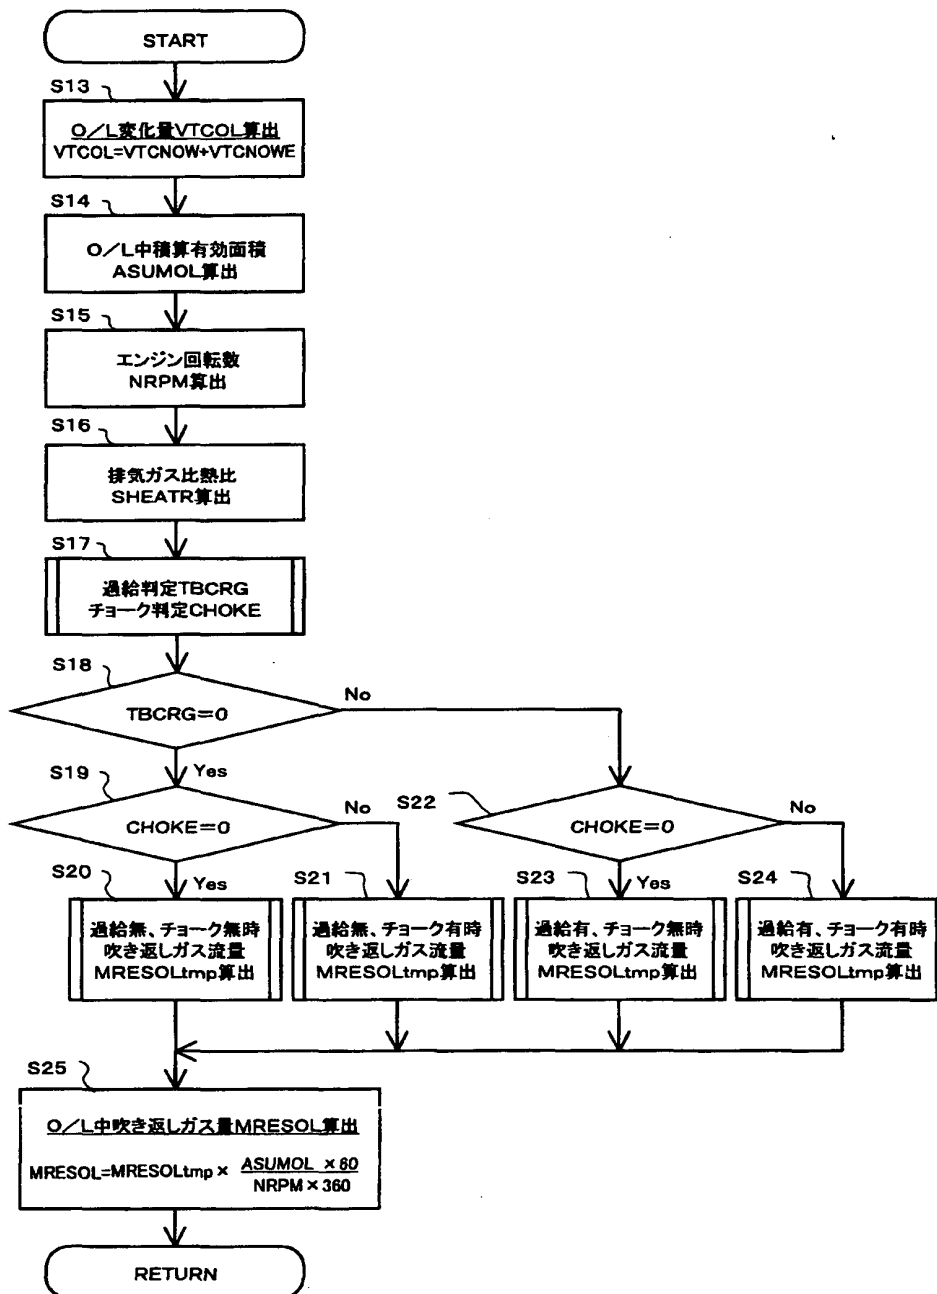 START
S13
O／L変化量VTCOL算出
VTCOL=VTCNOW+VTCNOWE
S14
O／L中積算有効面積
ASUMOL算出
S15
エンジン回転数
NRPM算出
S16
排気ガス比熱比
SHEATR算出
S17
過給判定TBCRG
チョーク判定CHOKE
S18
TBCRG=0
No
Yes
S19
CHOKE=0
No
Yes
S22
CHOKE=0
No
Yes
S20
過給無、チョーク無時
吹き返しガス流量
MRESOLtmp算出
S21
過給無、チョーク有時
吹き返しガス流量
MRESOLtmp算出
S23
過給有、チョーク無時
吹き返しガス流量
MRESOLtmp算出
S24
過給有、チョーク有時
吹き返しガス流量
MRESOLtmp算出
S25
O／L中吹き返しガス量MRESOL算出
MRESOL=MRESOLtmp× ASUMOL ×60
NRPM×360
RETURN